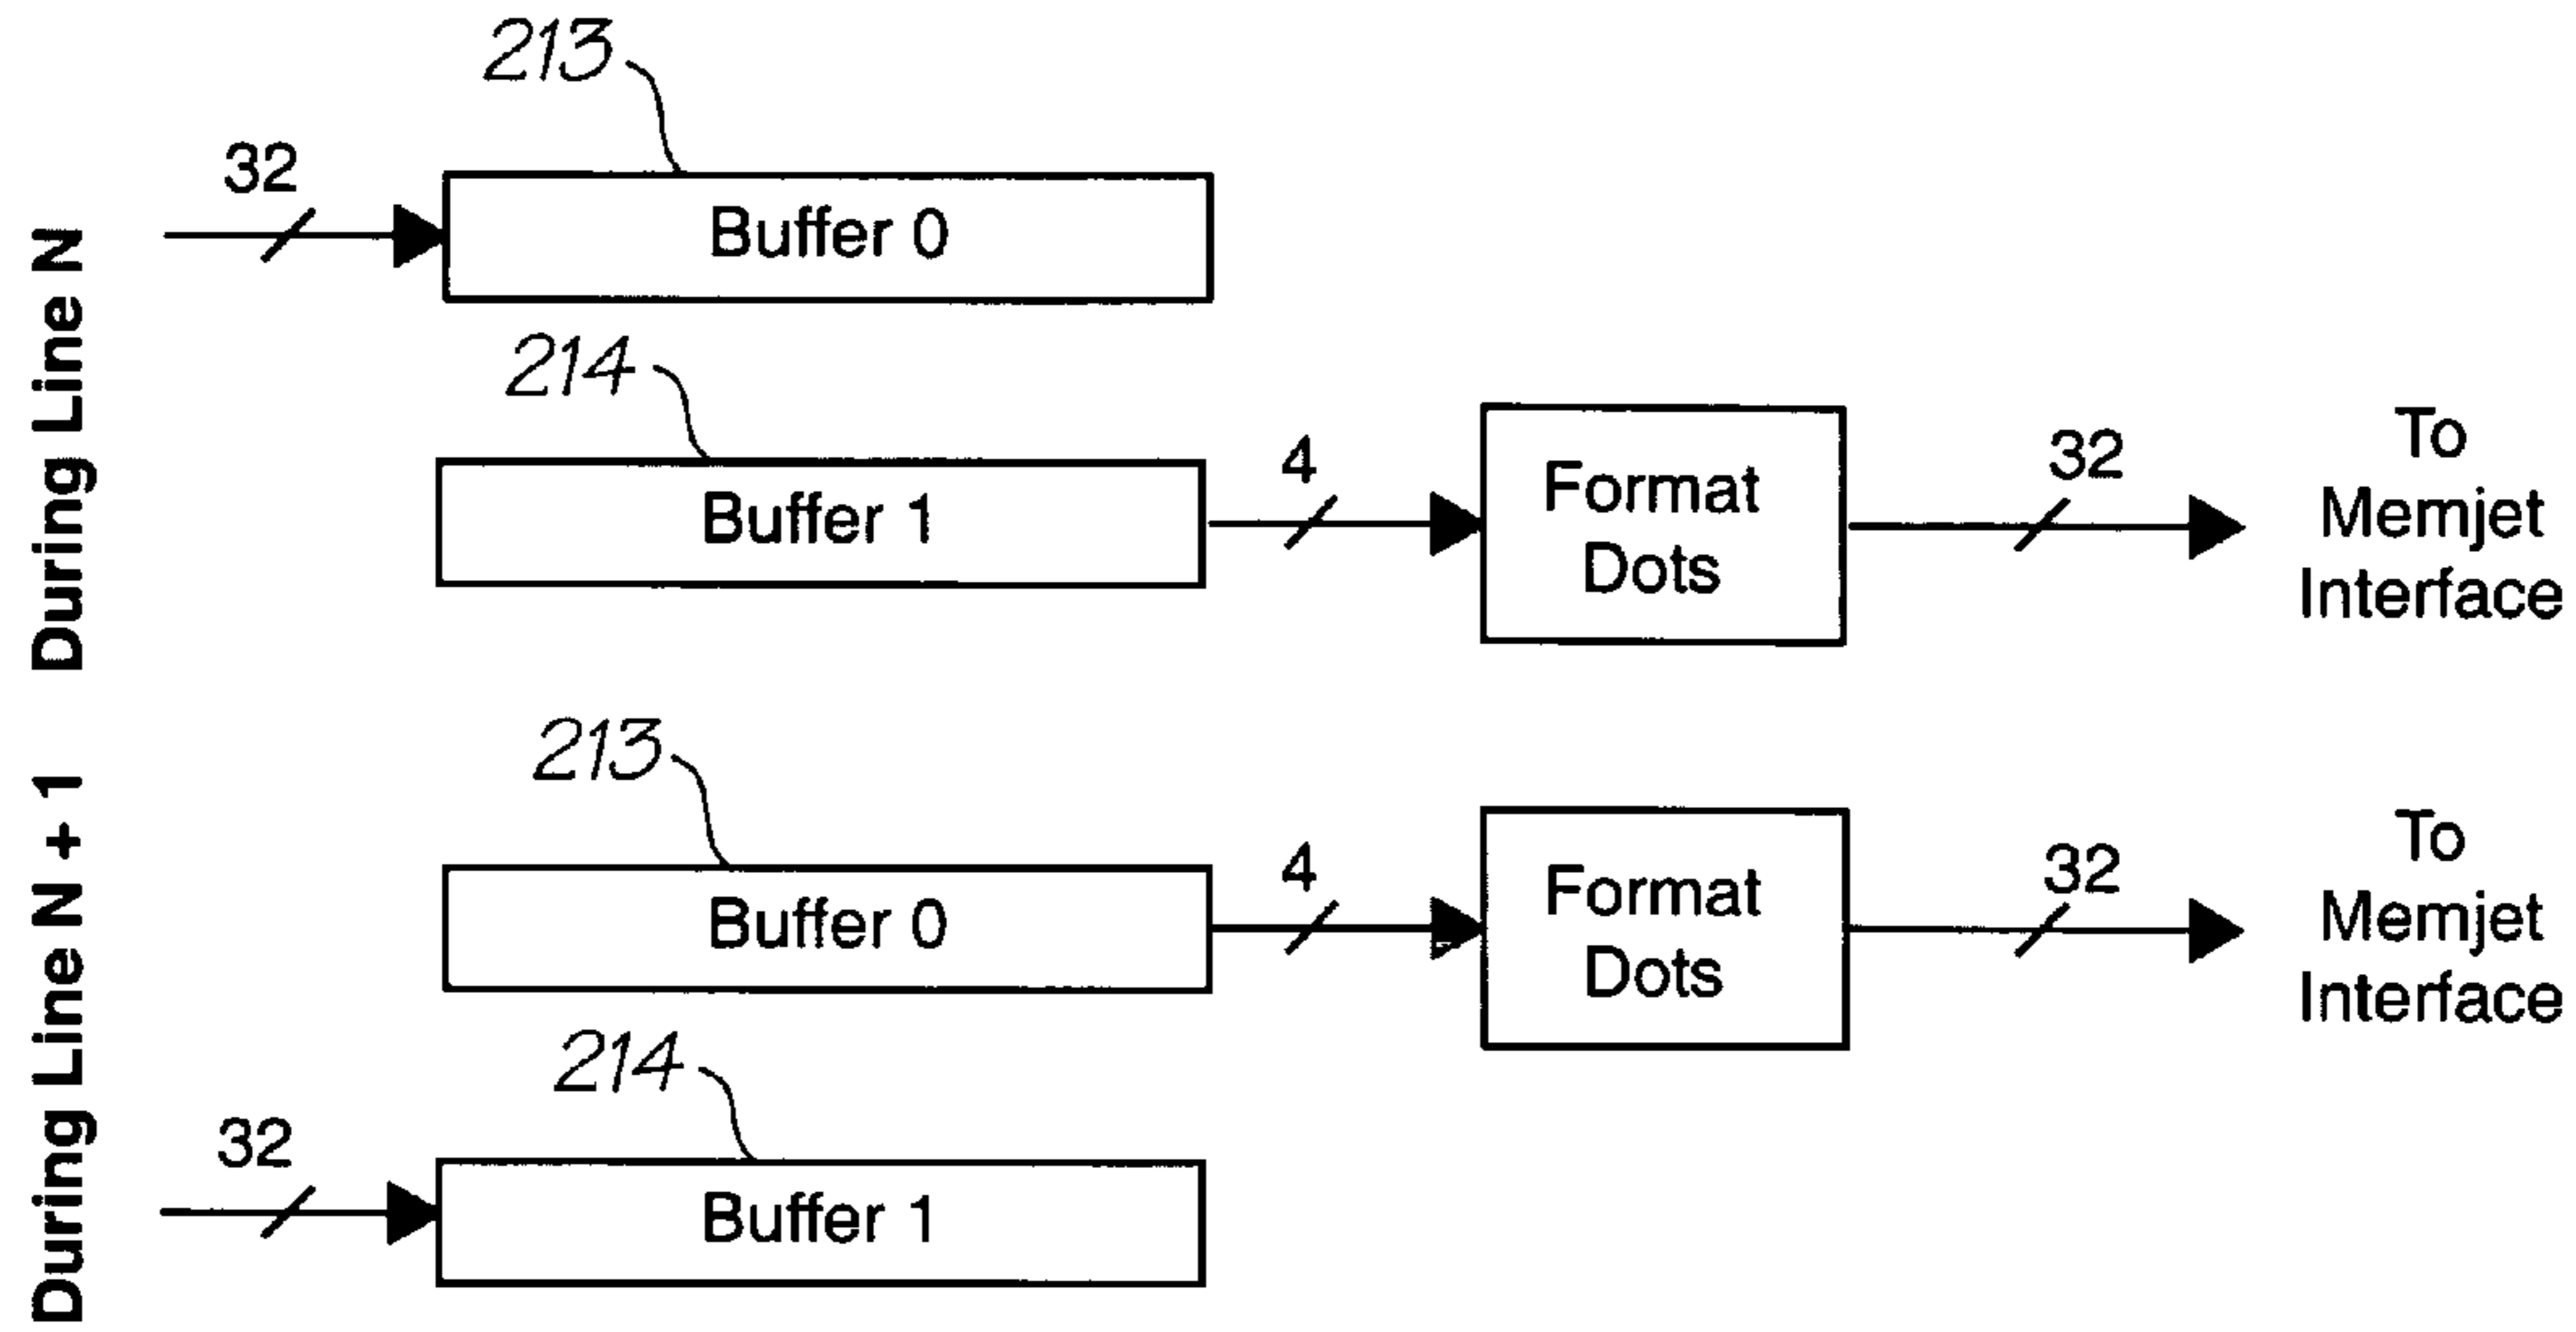 During Line N
213
32
Buffer 0
214
Buffer 1
4
Format
Dots
32
To
Memjet
Interface
During Line N + 1
213
Buffer 0
4
Format
Dots
32
To
Memjet
Interface
214
32
Buffer 1